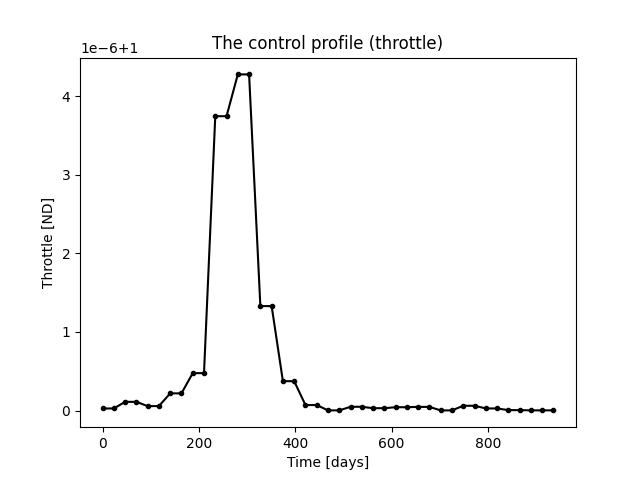 The control profile (throttle)
1e−6+1
4
3
2
1
0
Throttle [ND]
0 200 400 600 800
Time [days]